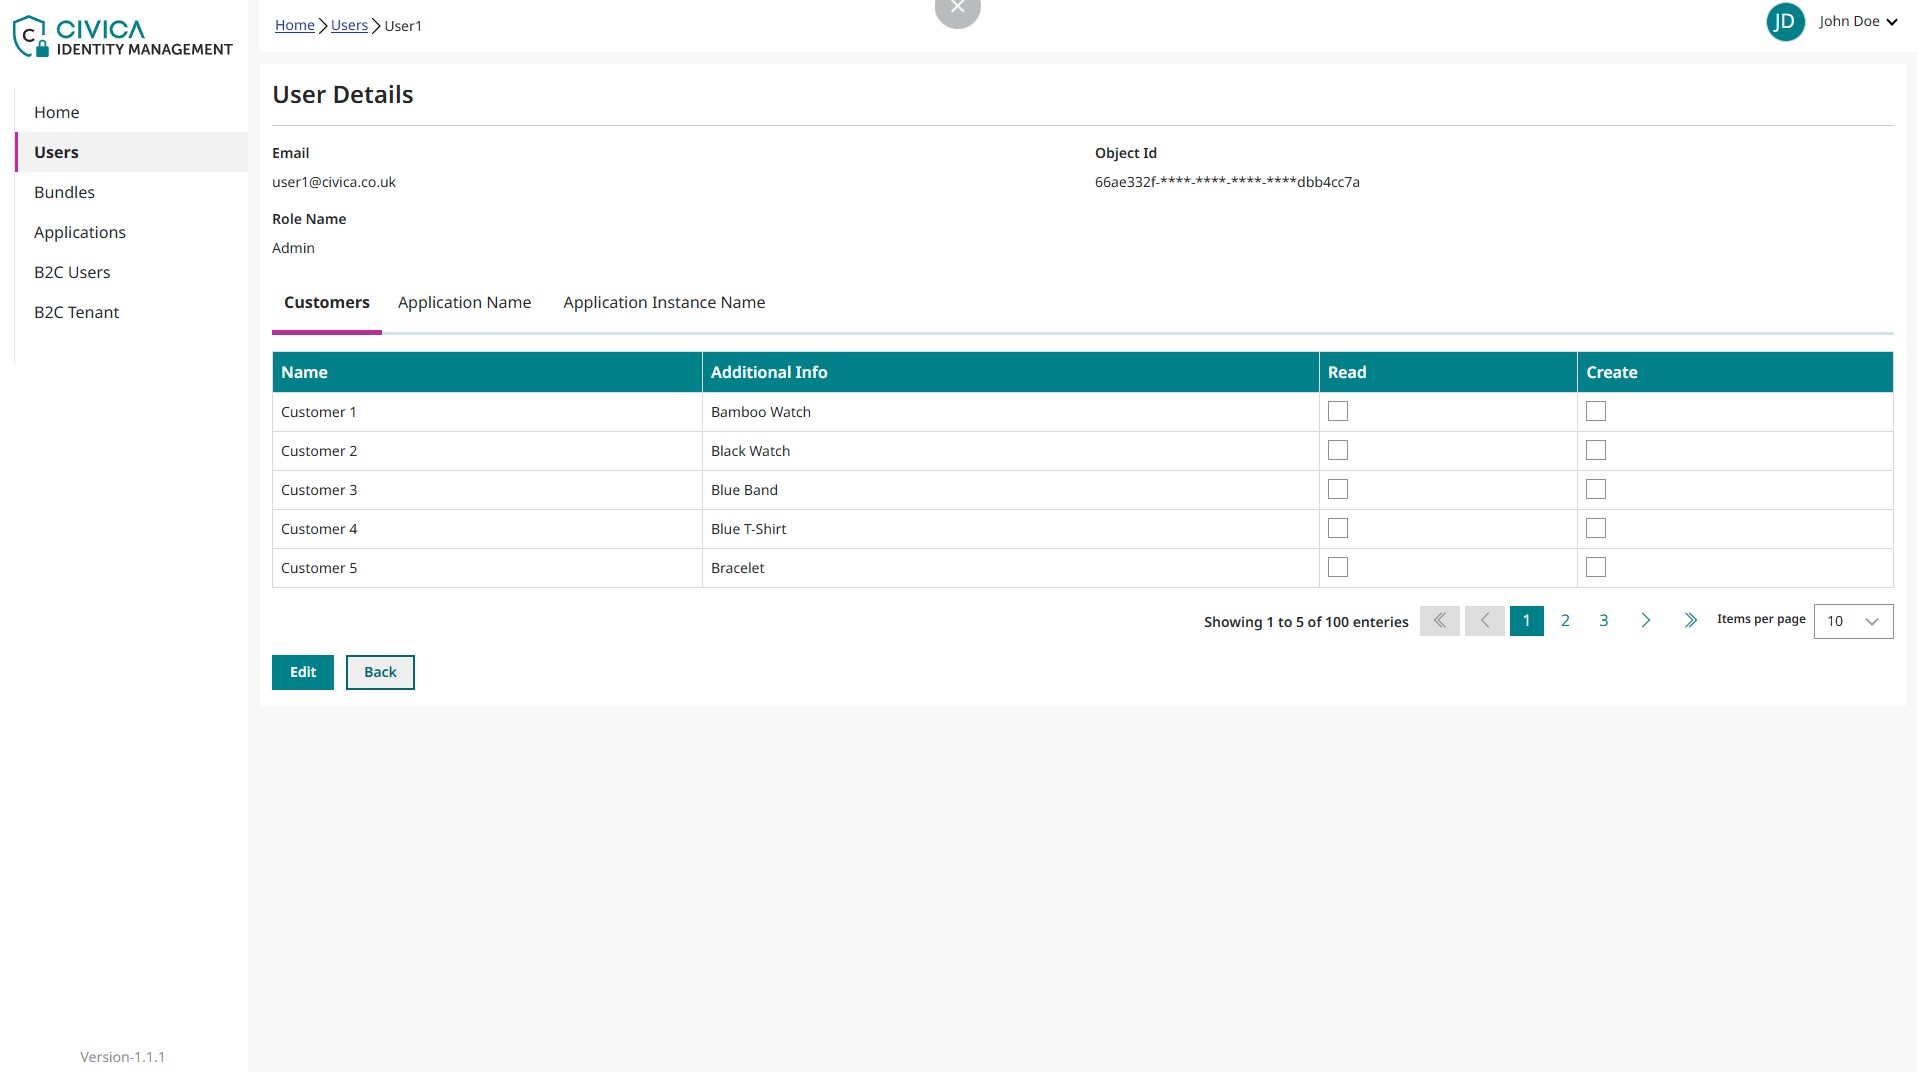 CIVICA
IDENTITY MANAGEMENT
Home
Users
Bundles
Applications
B2C Users
B2C Tenant
Version-1.1.1
Home Users User1
JD John Doe
User Details
Email
user1@civica.co.uk
Object Id
66ae332f-****-****-****-****dbb4cc7a
Role Name
Admin
Customers Application Name Application Instance Name
Name Additional Info Read Create
Customer 1 Bamboo Watch
Customer 2 Black Watch
Customer 3 Blue Band
Customer 4 Blue T-Shirt
Customer 5 Bracelet
Showing 1 to 5 of 100 enteries 1 2 3 Items per page 10
Edit Back